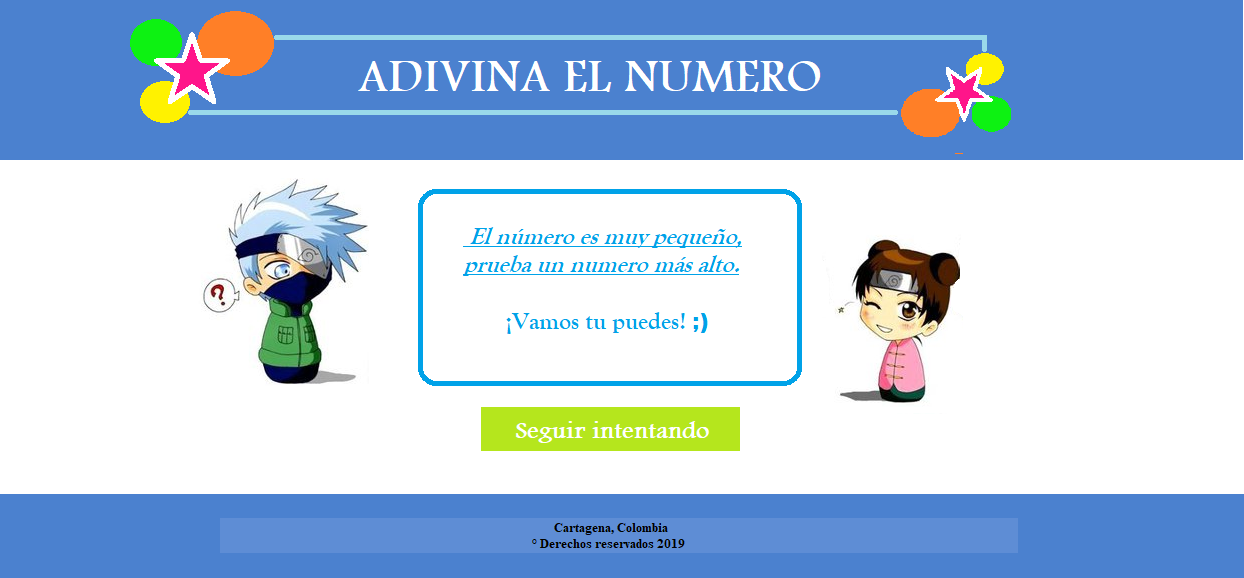 ADIVINA EL NUMERO
El número es muy pequeño,
prueba un numero más alto.
?
¡Vamos tu puedes! ;)
Seguir intentando
Cartagena, Colombia
° Derechos reservados 2019